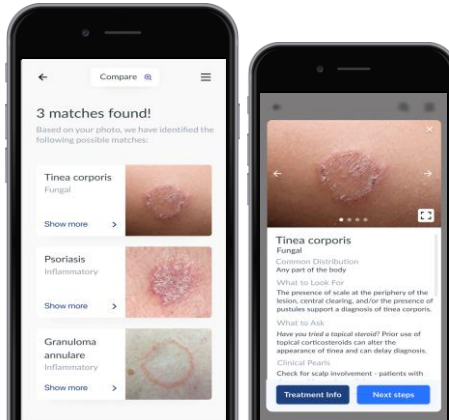 Compare
3 matches found!
Based on your photo, we have identified the
following possible matches:
Tinea corporis
Fungal
Show more >
Psoriasis
Inflammatory
Show more >
Granuloma
annulare
Inflammatory
Show more >
Tinea corporis
Fungal
Common Distribution
Any part of the body
What to Look For
The presence of scale at the periphery of the
lesion, central clearing, and/or the presence of
pustules support a diagnosis of tinea corporis.
What to Ask
Have you tried a topical steroid? Prior use of
topical corticosteroids can alter the
appearance of tinea and can delay diagnosis.
Clinical Pearls
Check for scalp involvement - patients with
Treatment Info
Next steps